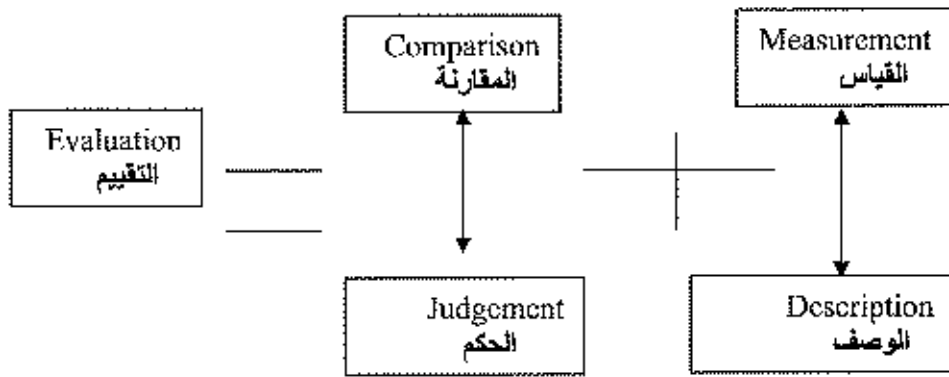 Comparison
المقارنة
Measurement
القياس
Evaluation
التقييم
Judgement
الحكم
Description
الوصف